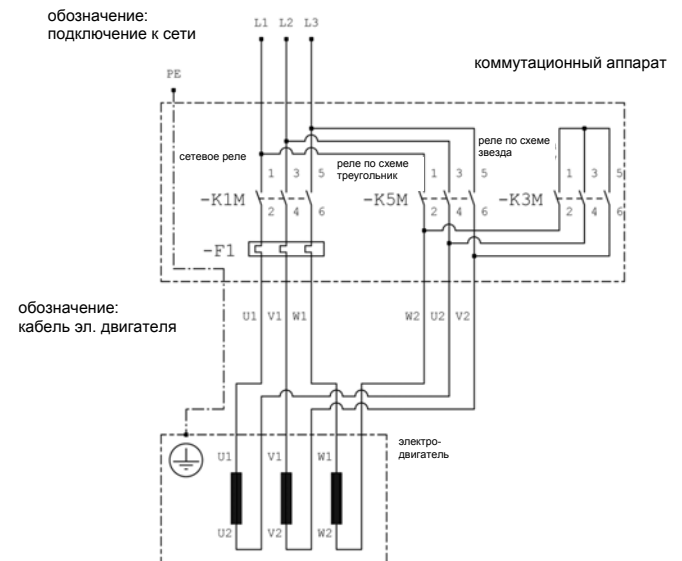 обозначение:
подключение к сети
L1 L2 L3
коммутационный аппарат
PE
сетевое реле
реле по схеме
треугольник
реле по схеме
звезда
1 3 5
1 3 5
1 3 5
-K1M
-K5M
-K3M
2 4 6
2 4 6
2 4 6
-F1
обозначение:
кабель эл. двигателя
U1 V1 W1
W2 U2 V2
электро-
двигатель
U1 V1 W1
U2 V2 W2